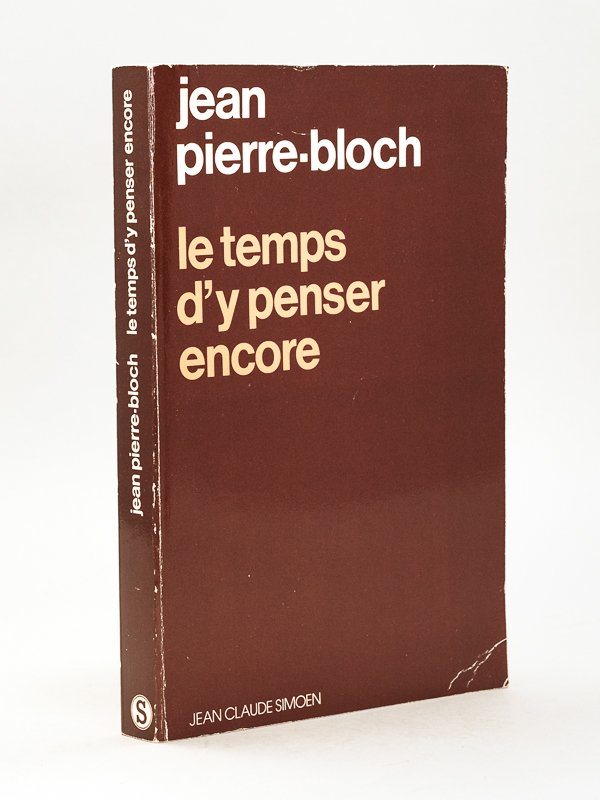 jean
pierre-bloch
le temps
d'y penser
encore
JEAN CLAUDE SIMOEN
jean pierre-bloch le temps d'y penser encore
S